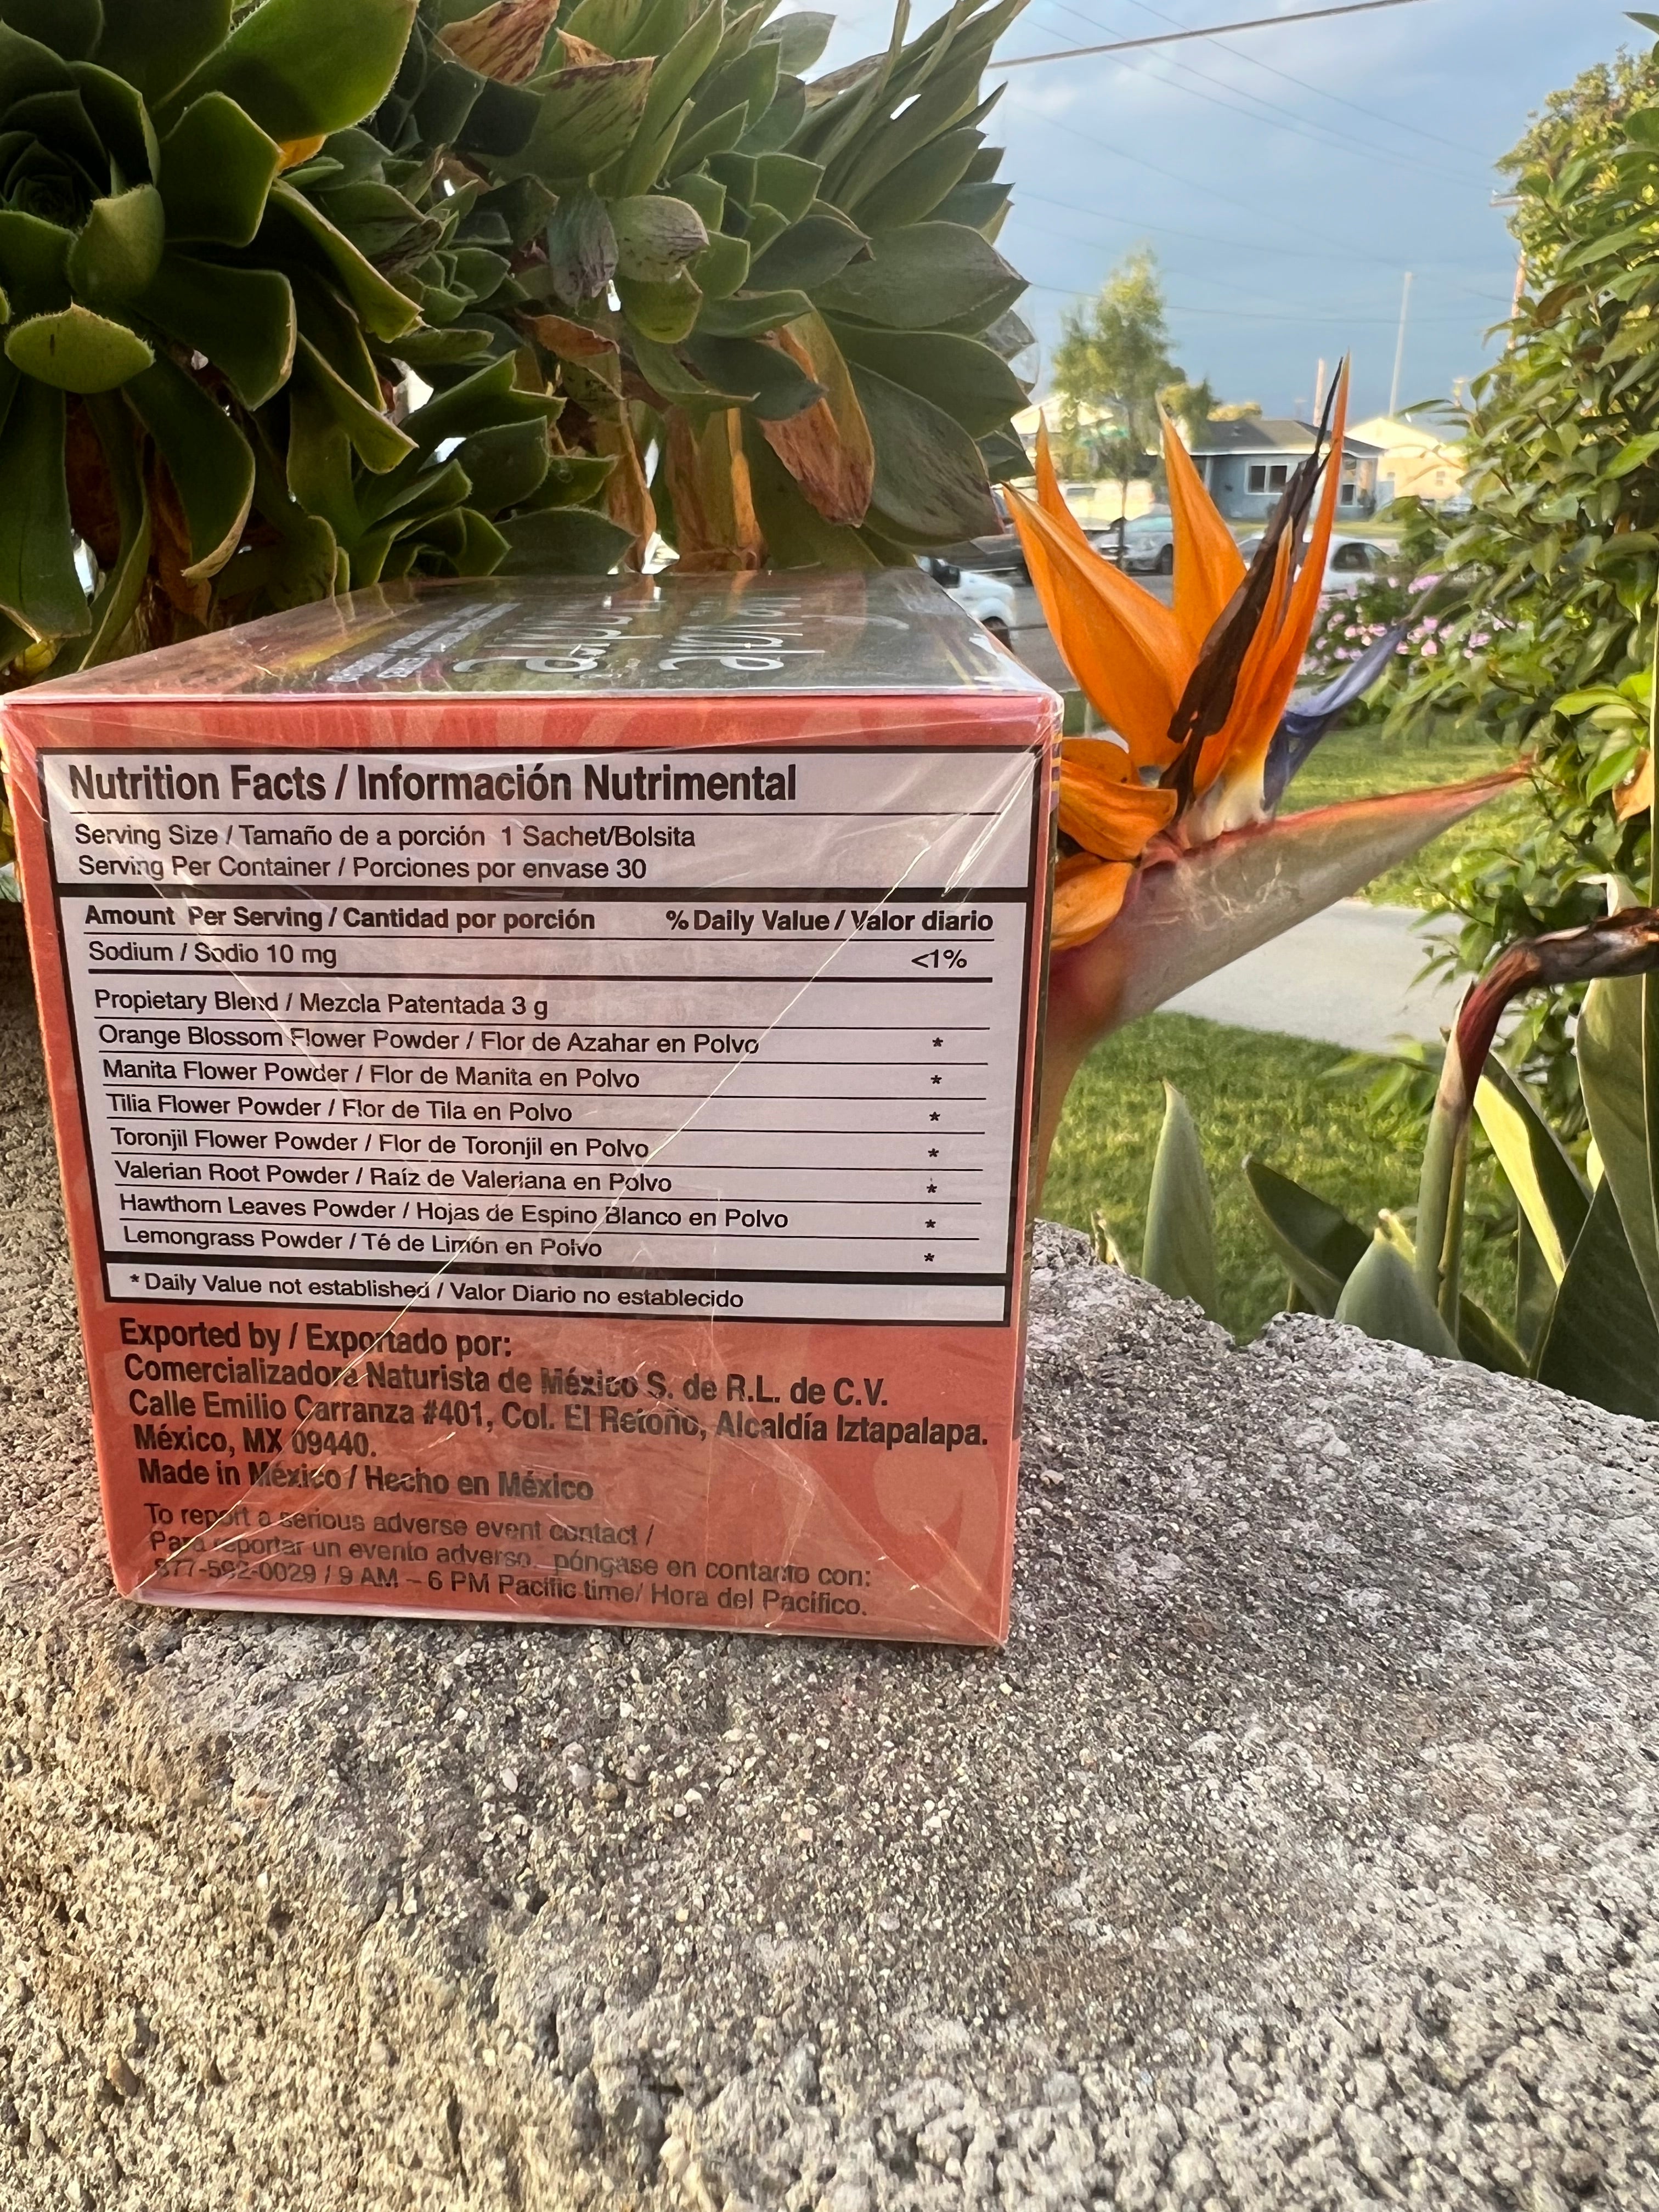 Nutrition Facts / Información Nutrimental
Serving Size / Tamaño de a porción 1 Sachet/Bolsita
Serving Per Container / Porciones por envase 30
Amount Per Serving / Cantidad por porción % Daily Value / Valor diario
Sodium / Sodio 10 mg <1%
Propietary Blend / Mezcla Patentada 3 g
Orange Blossom Flower Powder / Flor de Azahar en Polvo *
Manita Flower Powder / Flor de Manita en Polvo *
Tilia Flower Powder / Flor de Tila en Polvo *
Toronjil Flower Powder / Flor de Toronjil en Polvo *
Valerian Root Powder / Raíz de Valeriana en Polvo *
Hawthorn Leaves Powder / Hojas de Espino Blanco en Polvo *
Lemongrass Powder / Té de Limón en Polvo *
* Daily Value not established / Valor Diario no establecido
Exported by / Exportado por:
Comercializadora Naturista de México S. de R.L. de C.V.
Calle Emilio Carranza #401, Col. El Retoño, Alcaldía Iztapalapa.
México, MX 09440.
Made in México / Hecho en México
To report a serious adverse event contact /
Para reportar un evento adverso, póngase en contacto con:
877-592-0029 / 9 AM – 6 PM Pacific time/ Hora del Pacifico.